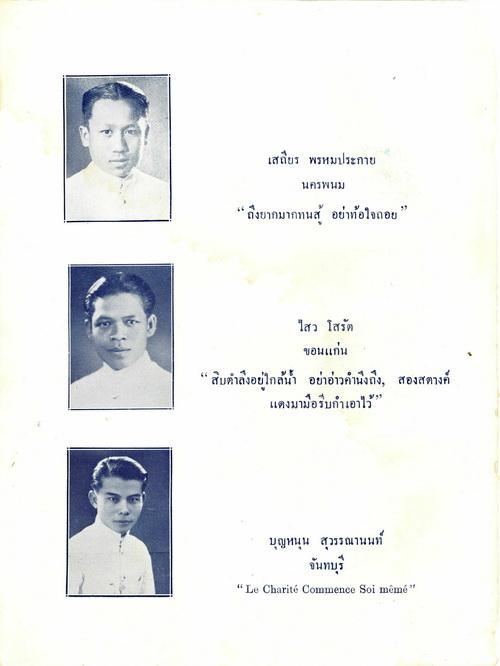 เสถียร พรหมประกาย
นครพนม
“ถึงยากมากทนสู้ อย่าท้อใจถอย”
ไสว โสรัต
ขอนแก่น
“สิบตำลึงอยู่ไกล้น้ำ อย่าอ่าวคำนึงถึง, สองสตางค์
แดงมามือรีบกำเอาไว้”
บุญหนุน สุวรรณานนท์
จันทบุรี
“Le Charité Commence Soi mêmé”